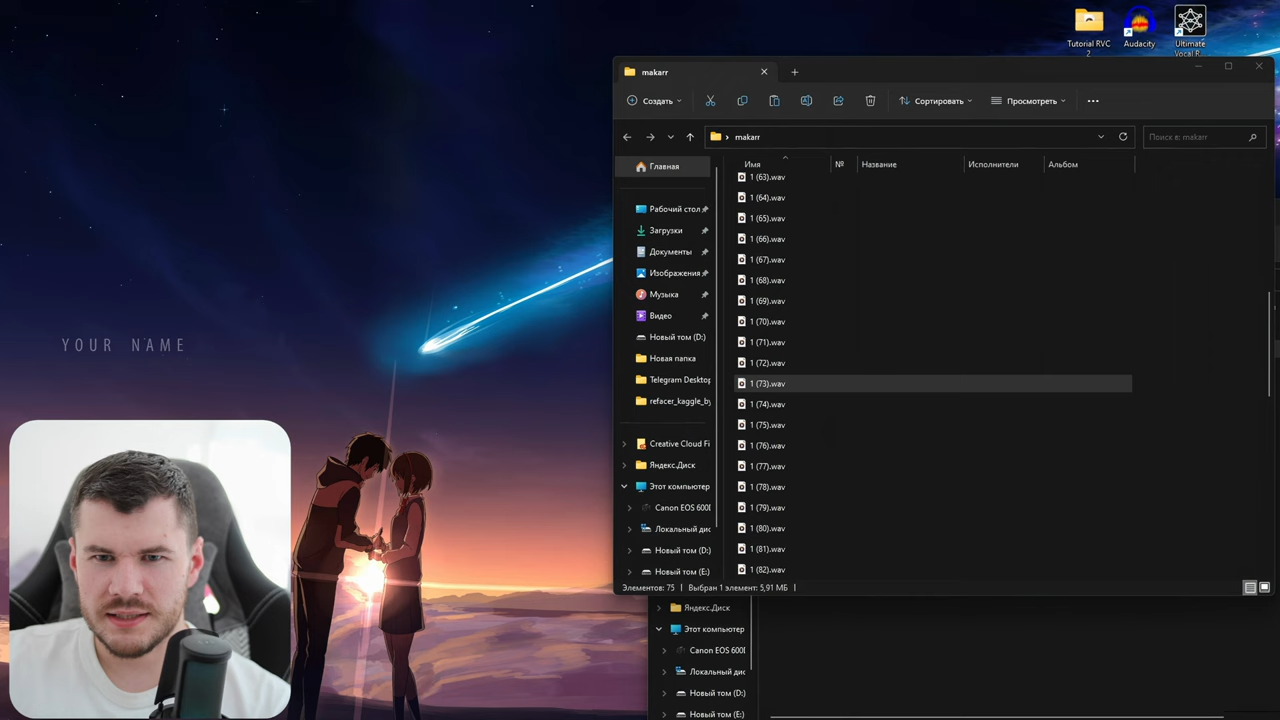 Tutorial RVC
2
Audacity
Ultimate
Vocal R...
makarr
Создать
Сортировать
Просмотреть
makarr
Поиск в: makarr
Имя
№
Название
Исполнители
Альбом
Главная
Рабочий стол
Загрузки
Документы
Изображения
Музыка
Видео
Новый том (D:)
Новая папка
Telegram Desktop
refacer_kaggle_by
Creative Cloud Fi
Яндекс.Диск
Этот компьютер
Canon EOS 600D
Локальный дис
Новый том (D:)
Новый том (E:)
1 (63).wav
1 (64).wav
1 (65).wav
1 (66).wav
1 (67).wav
1 (68).wav
1 (69).wav
1 (70).wav
1 (71).wav
1 (72).wav
1 (73).wav
1 (74).wav
1 (75).wav
1 (76).wav
1 (77).wav
1 (78).wav
1 (79).wav
1 (80).wav
1 (81).wav
1 (82).wav
Элементов: 75
Выбран 1 элемент: 5,91 МБ
Яндекс.Диск
Этот компьютер
Canon EOS 600D
Локальный дис
Новый том (D:)
Новый том (E:)
YOUR NAME